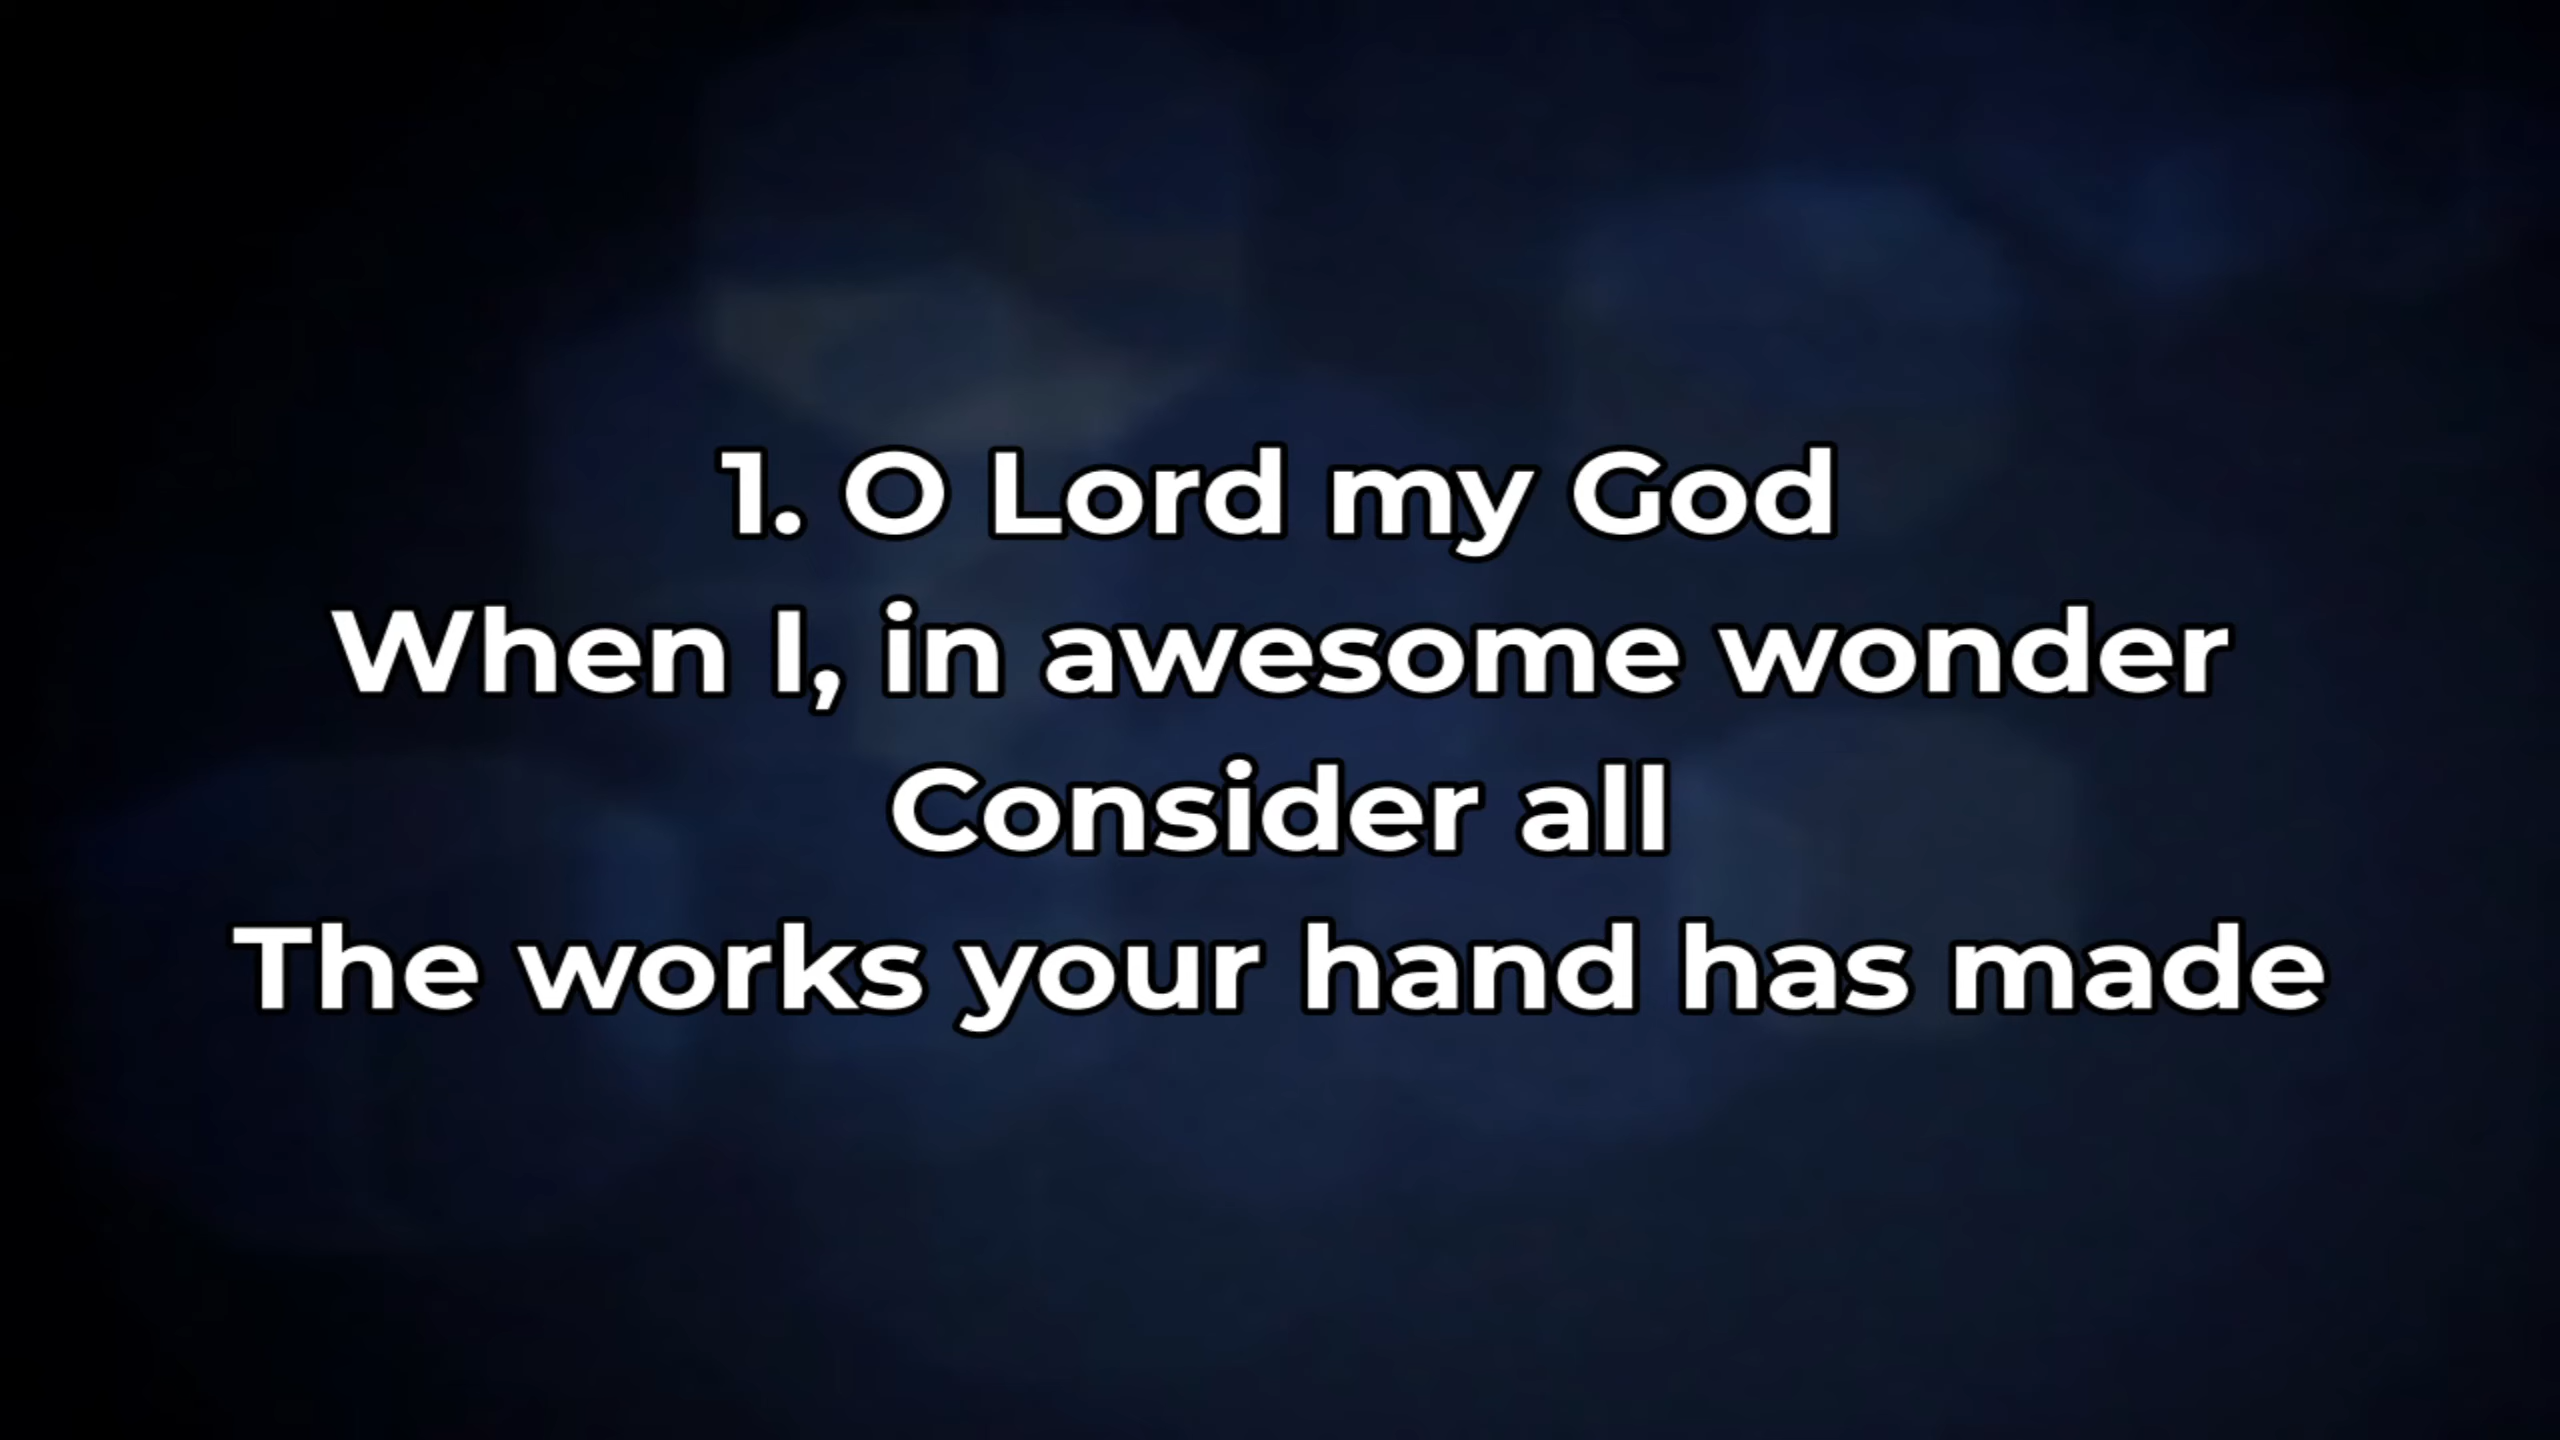 1. O Lord my God
When I, in awesome wonder
Consider all
The works your hand has made